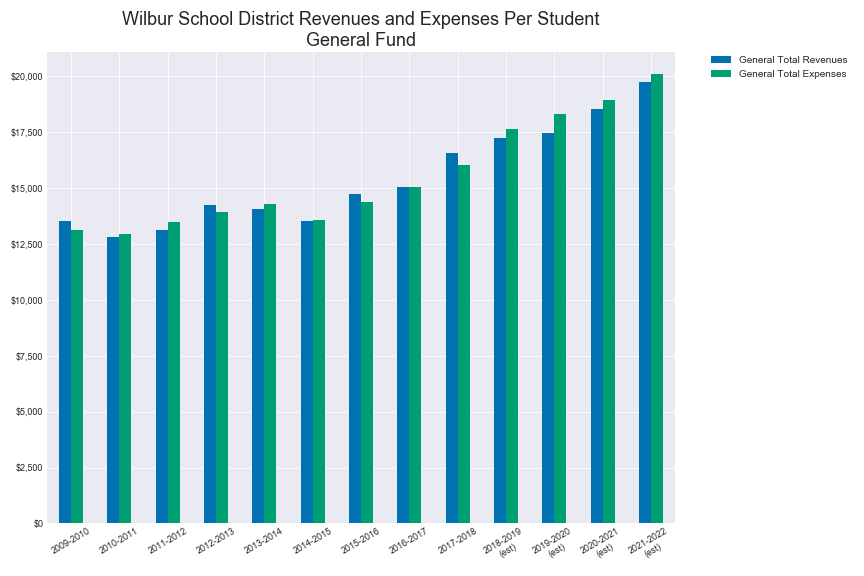 Wilbur School District Revenues and Expenses Per Student
General Fund
General Total Revenues
General Total Expenses
$20,000
$17,500
$15,000
$12,500
$10,000
$7,500
$5,000
$2,500
$0
2009-2010
2010-2011
2011-2012
2012-2013
2013-2014
2014-2015
2015-2016
2016-2017
2017-2018
2018-2019
(est)
2019-2020
(est)
2020-2021
(est)
2021-2022
(est)